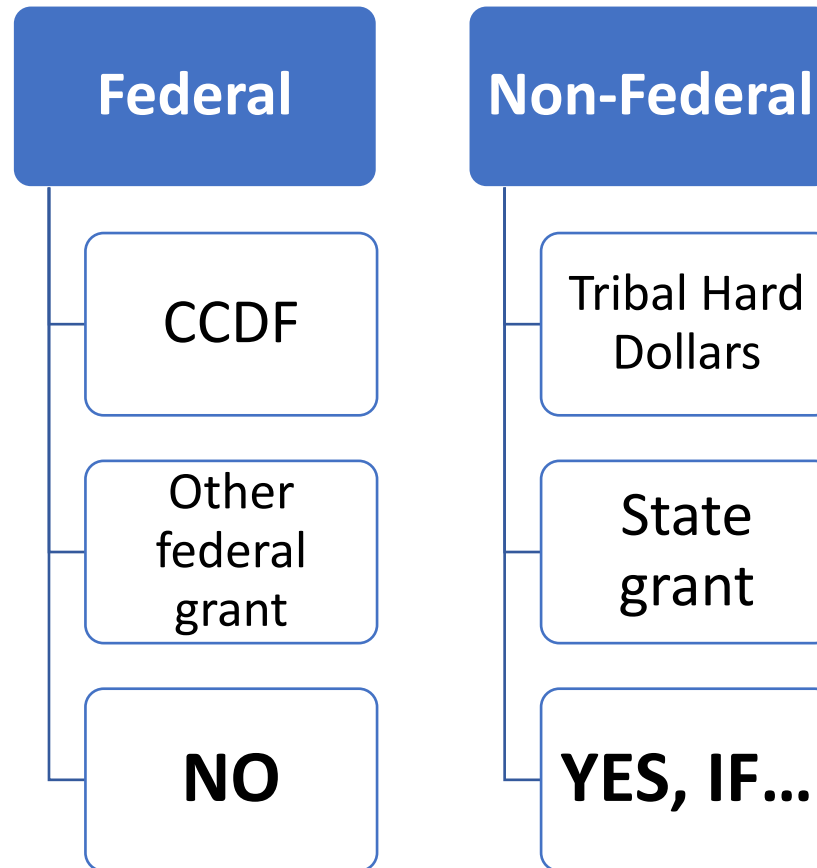 Federal
CCDF
Other
federal
grant
NO
Non-Federal
Tribal Hard
Dollars
State
grant
YES, IF...